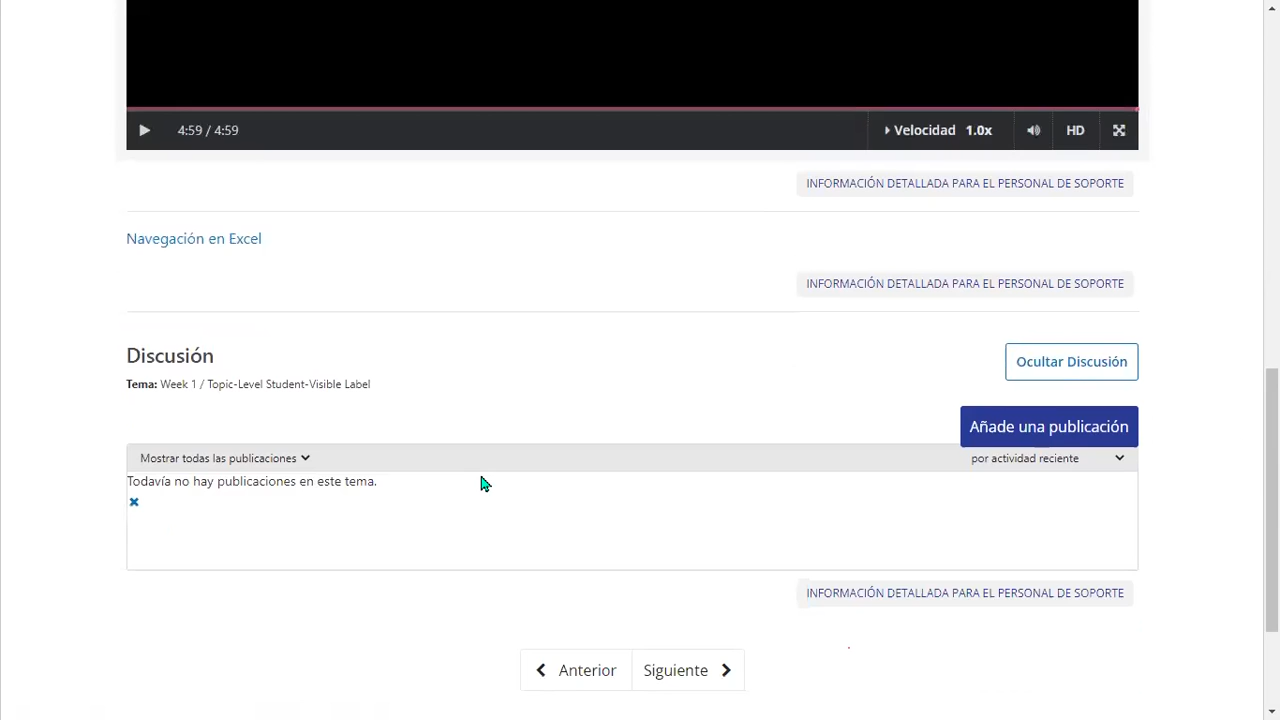 4:59 / 4:59
Velocidad 1.0x
HD
INFORMACIÓN DETALLADA PARA EL PERSONAL DE SOPORTE
Navegación en Excel
INFORMACIÓN DETALLADA PARA EL PERSONAL DE SOPORTE
Discusión
Ocultar Discusión
Tema: Week 1 / Topic-Level Student-Visible Label
Añade una publicación
Mostrar todas las publicaciones
por actividad reciente
Todavía no hay publicaciones en este tema.
INFORMACIÓN DETALLADA PARA EL PERSONAL DE SOPORTE
Anterior
Siguiente